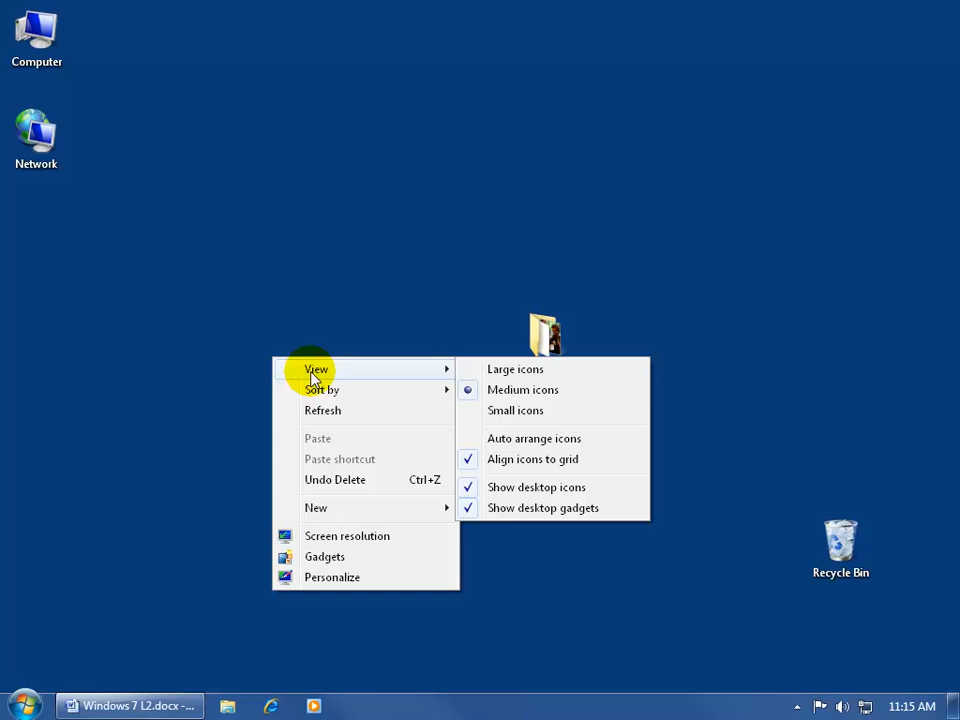 Computer
Network
View
Sort by
Refresh
Paste
Paste shortcut
Undo Delete Ctrl+Z
New
Screen resolution
Gadgets
Personalize
Large icons
Medium icons
Small icons
Auto arrange icons
Align icons to grid
Show desktop icons
Show desktop gadgets
Recycle Bin
Windows 7 L2.docx -...
11:15 AM